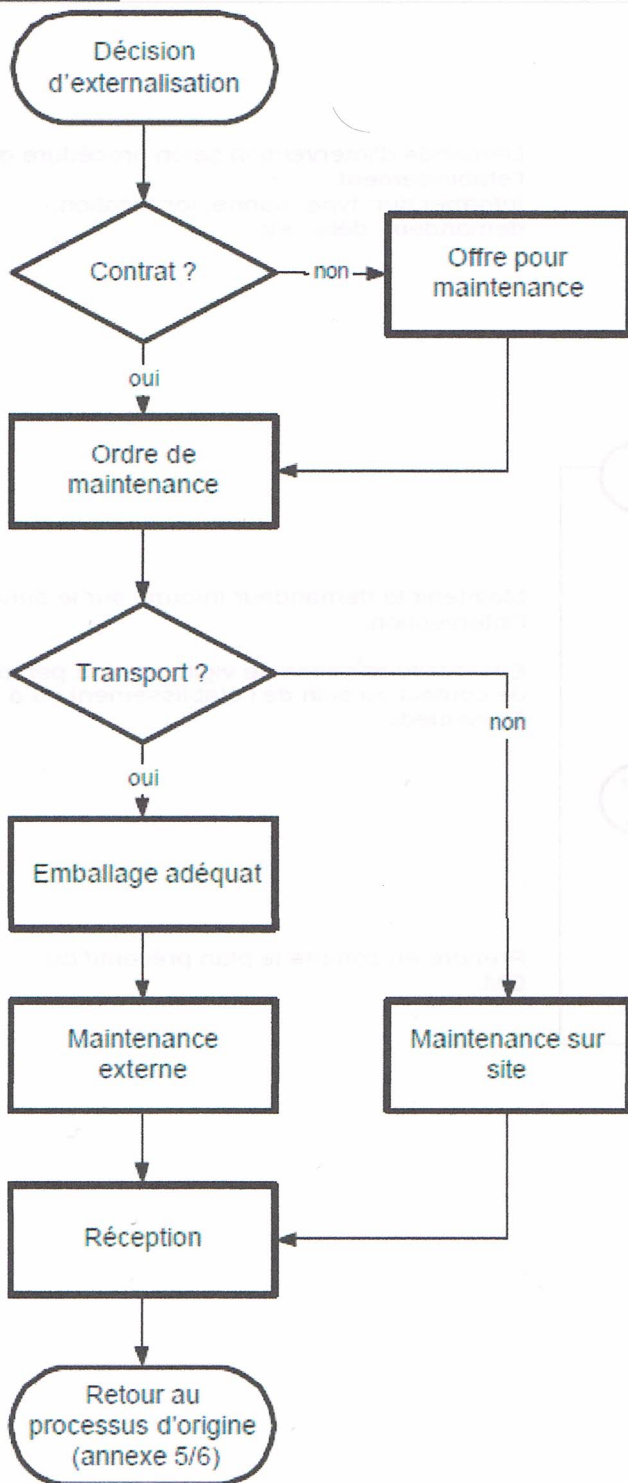 Décision
d'externalisation
Contrat ?
non
Offre pour
maintenance
oui
Ordre de
maintenance
Transport ?
non
oui
Emballage adéquat
Maintenance
externe
Maintenance sur
site
Réception
Retour au
processus d'origine
(annexe 5/6)